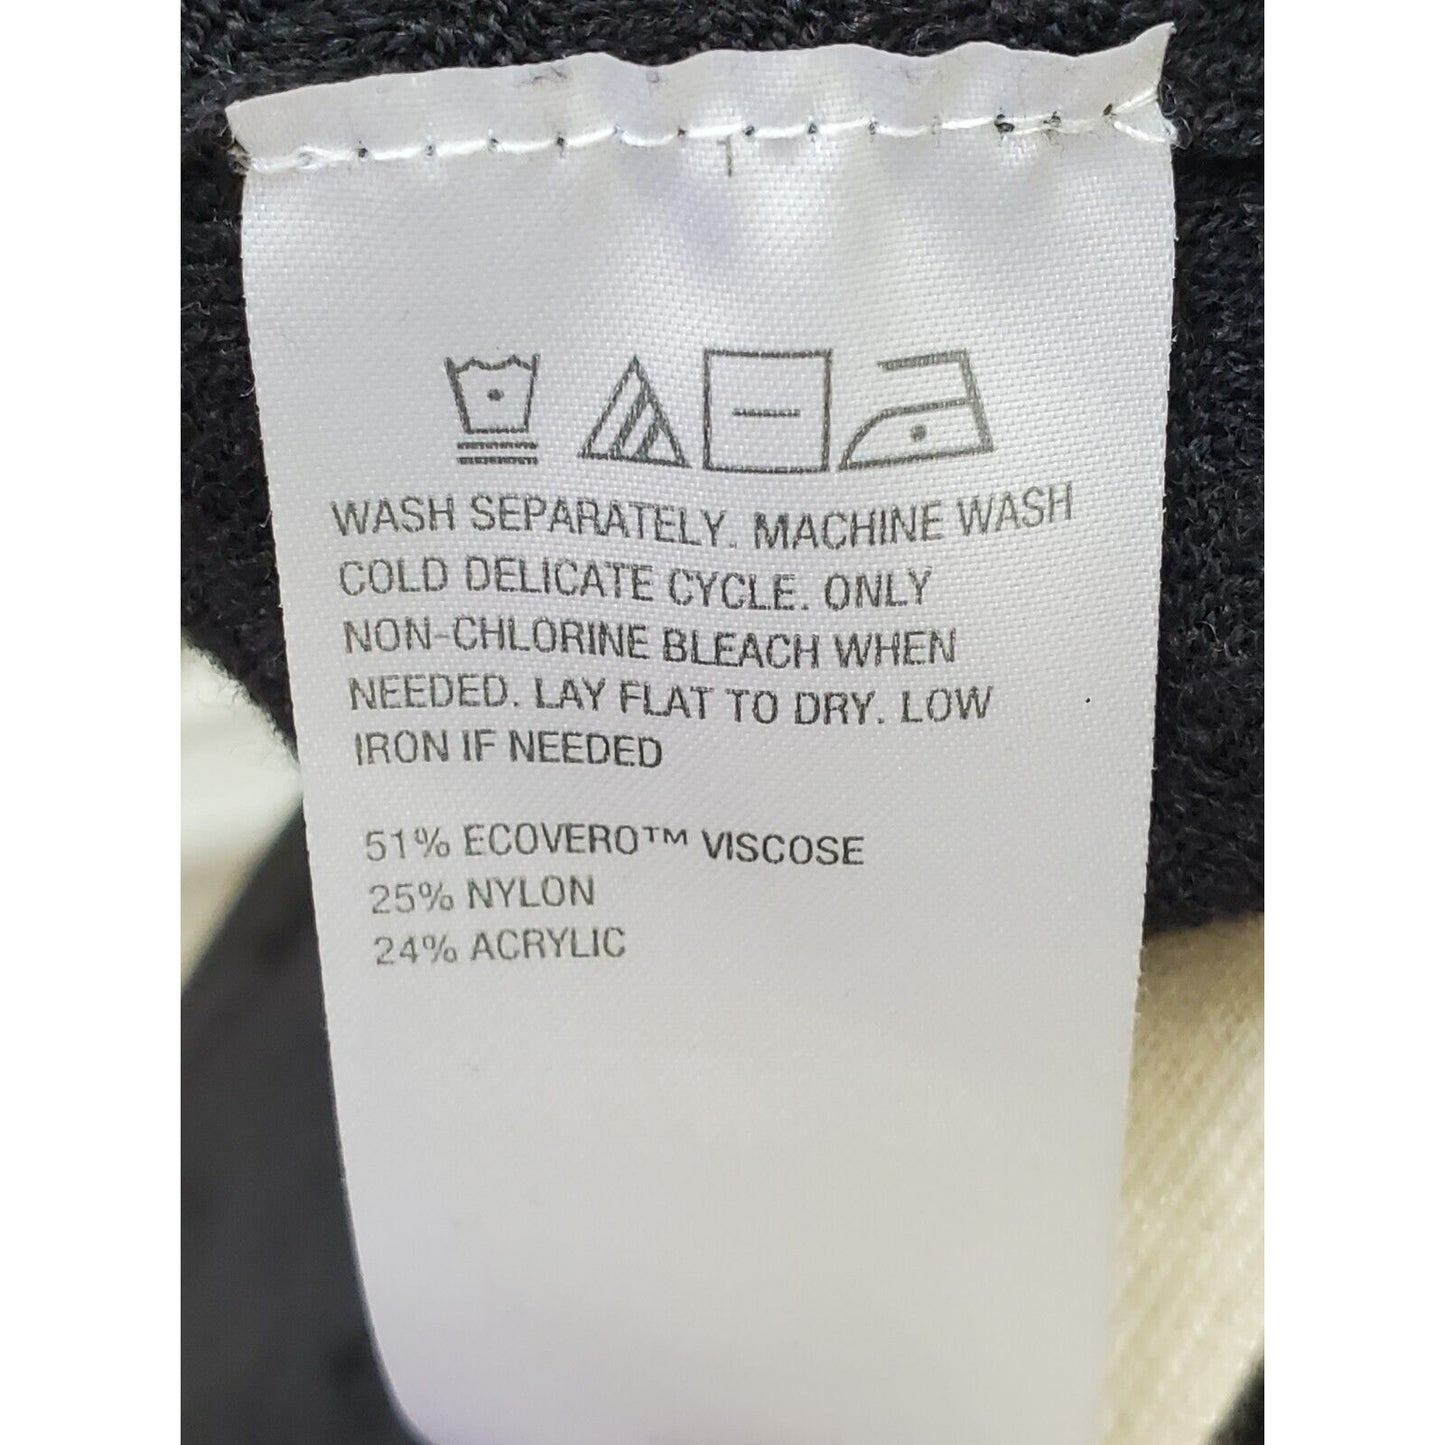 WASH SEPARATELY. MACHINE WASH
COLD DELICATE CYCLE. ONLY
NON-CHLORINE BLEACH WHEN
NEEDED. LAY FLAT TO DRY. LOW
IRON IF NEEDED
51% ECOVERO™ VISCOSE
25% NYLON
24% ACRYLIC